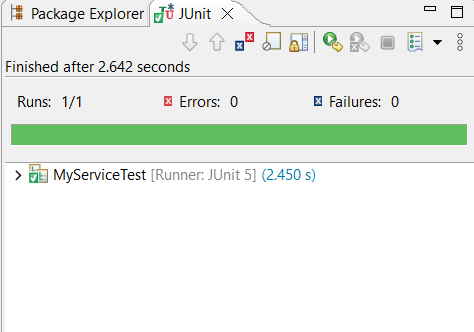 Package Explorer JUnit
Finished after 2.642 seconds
Runs: 1/1 Errors: 0 Failures: 0
MyServiceTest [Runner: JUnit 5] (2.450 s)